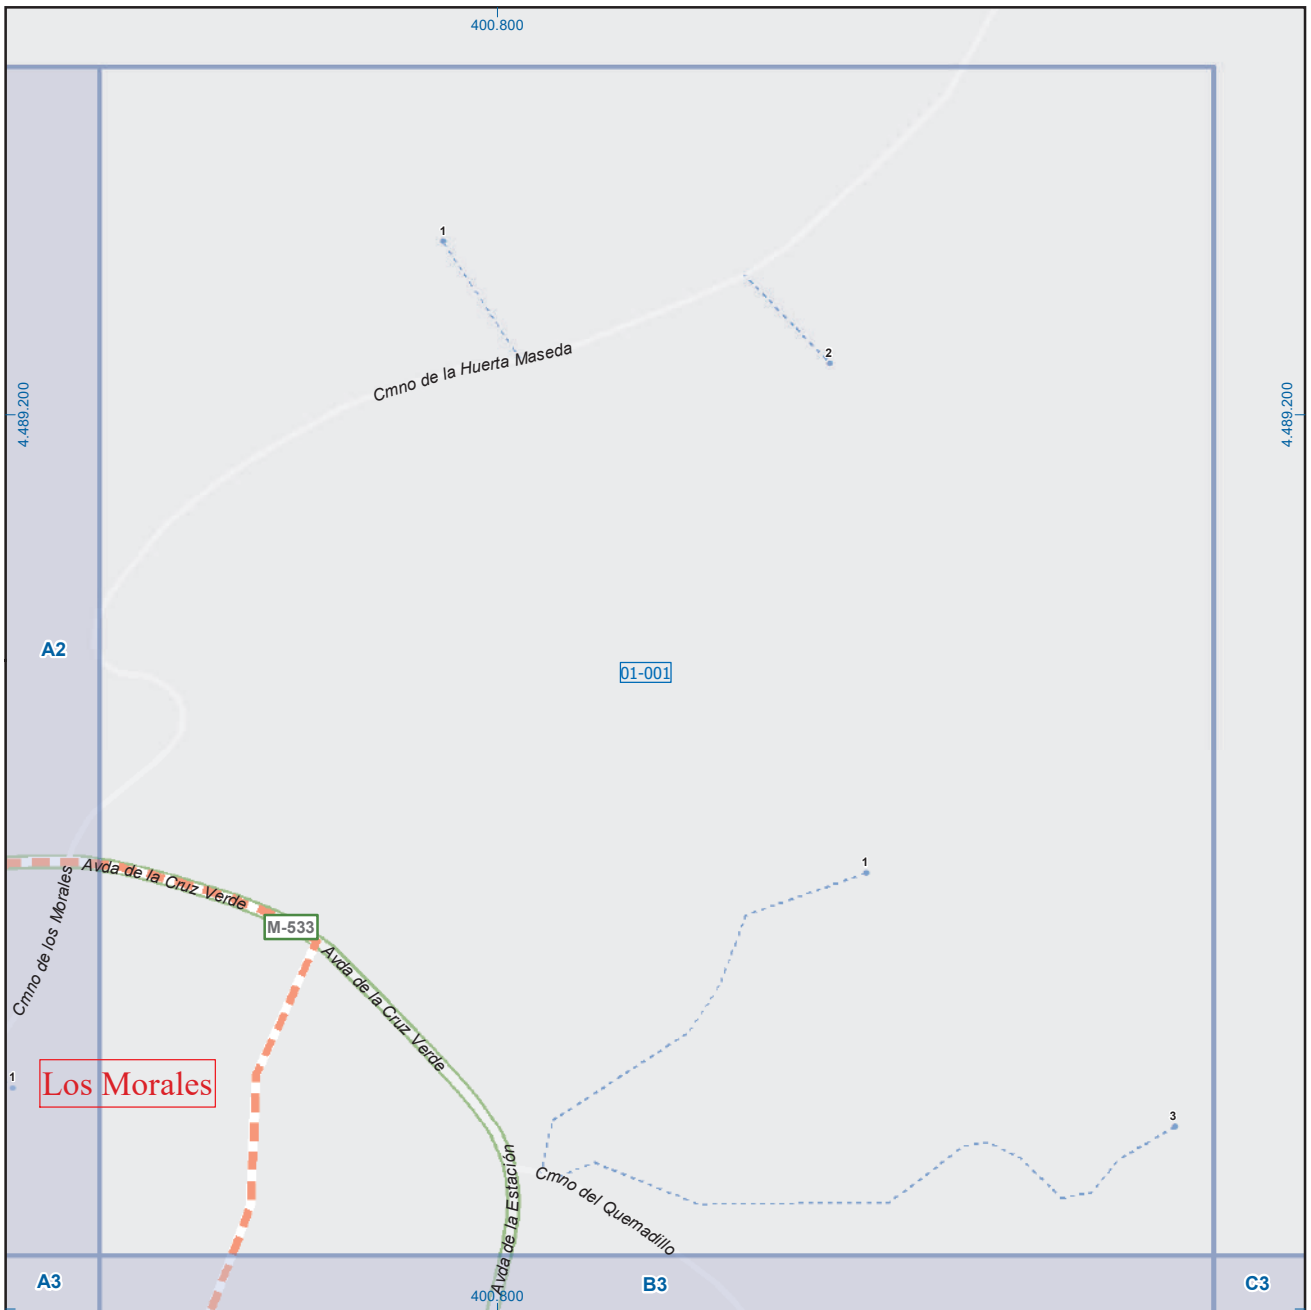 400.800
1
2
Cmno de la Huerta Maseda
4.489.200
4.489.200
A2
01-001
1
Avda de la Cruz Verde
Cmno de los Morales
M-533
Avda de la Cruz Verde
1
Los Morales
3
Cmno del Quemadillo
Avda de la Estación
A3
B3
C3
400.800